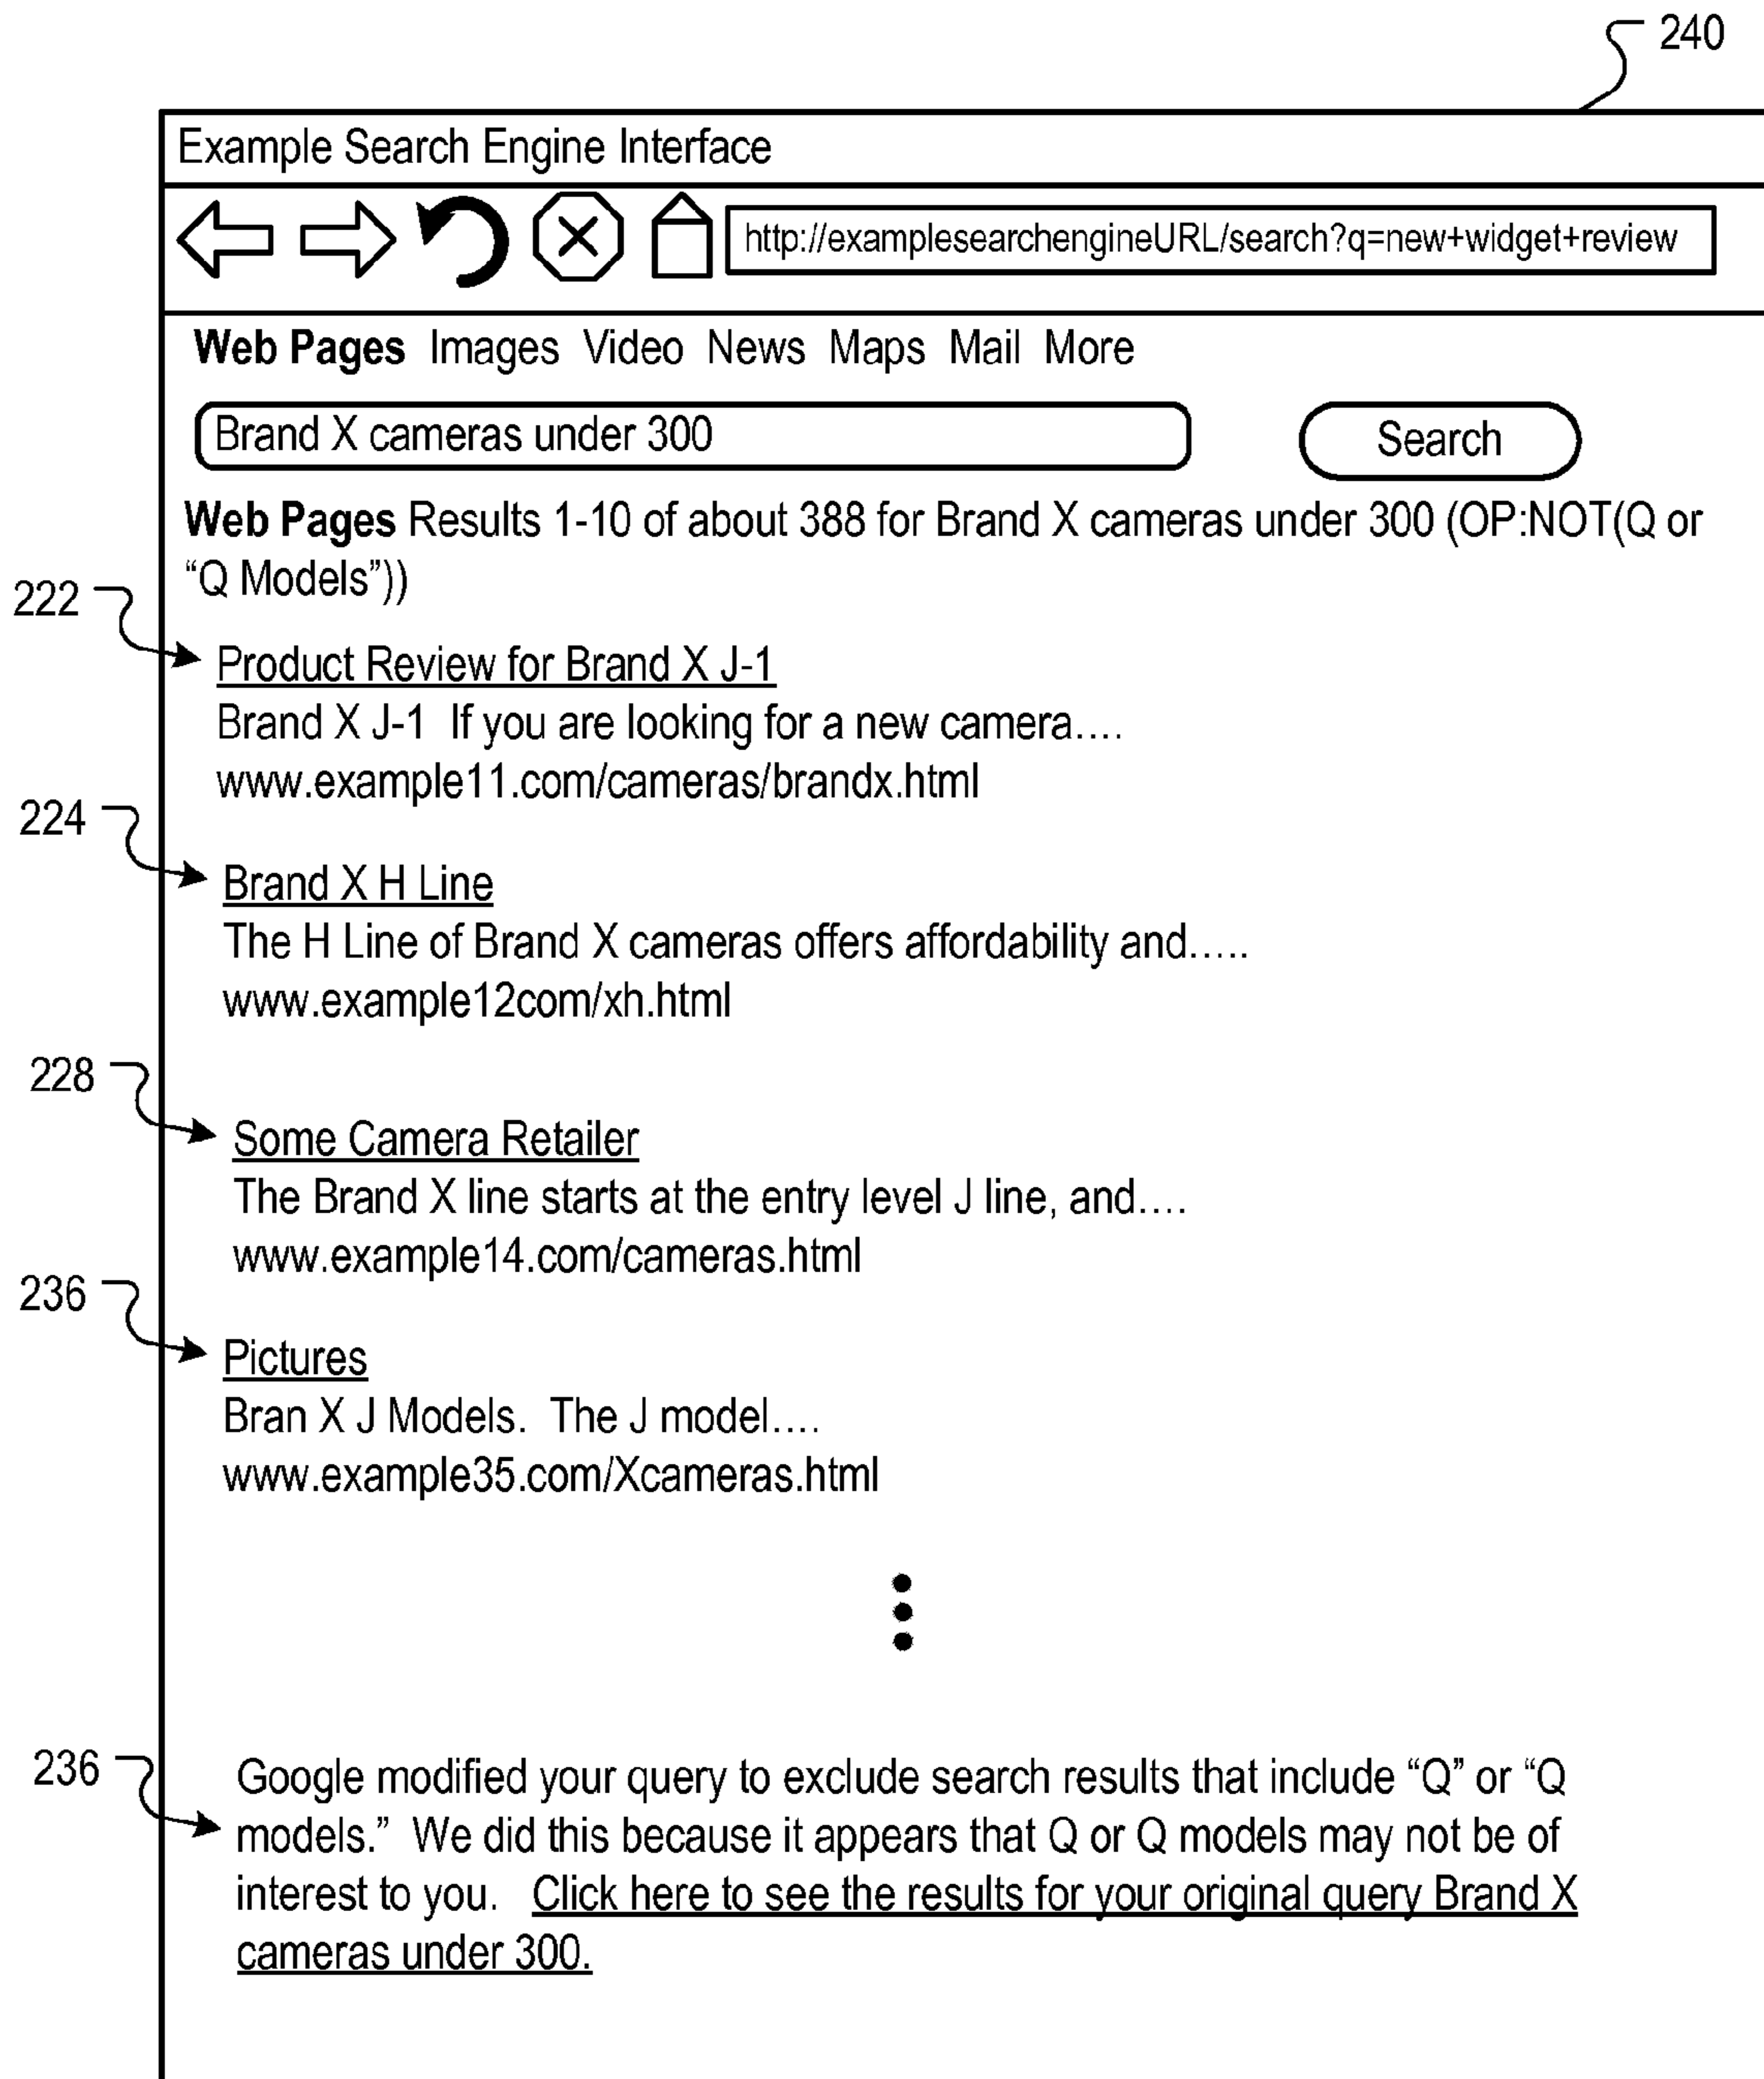 240
Example Search Engine Interface
http://examplesearchengineURL/search?q=new+widget+review
Web Pages Images Video News Maps Mail More
Brand X cameras under 300
Search
Web Pages Results 1-10 of about 388 for Brand X cameras under 300 (OP:NOT(Q or
“Q Models”))
222
Product Review for Brand X J-1
Brand X J-1 If you are looking for a new camera....
www.example11.com/cameras/brandx.html
224
Brand X H Line
The H Line of Brand X cameras offers affordability and.....
www.example12com/xh.html
228
Some Camera Retailer
The Brand X line starts at the entry level J line, and....
www.example14.com/cameras.html
236
Pictures
Bran X J Models. The J model....
www.example35.com/Xcameras.html
236
Google modified your query to exclude search results that include “Q” or “Q
models.” We did this because it appears that Q or Q models may not be of
interest to you. Click here to see the results for your original query Brand X
cameras under 300.